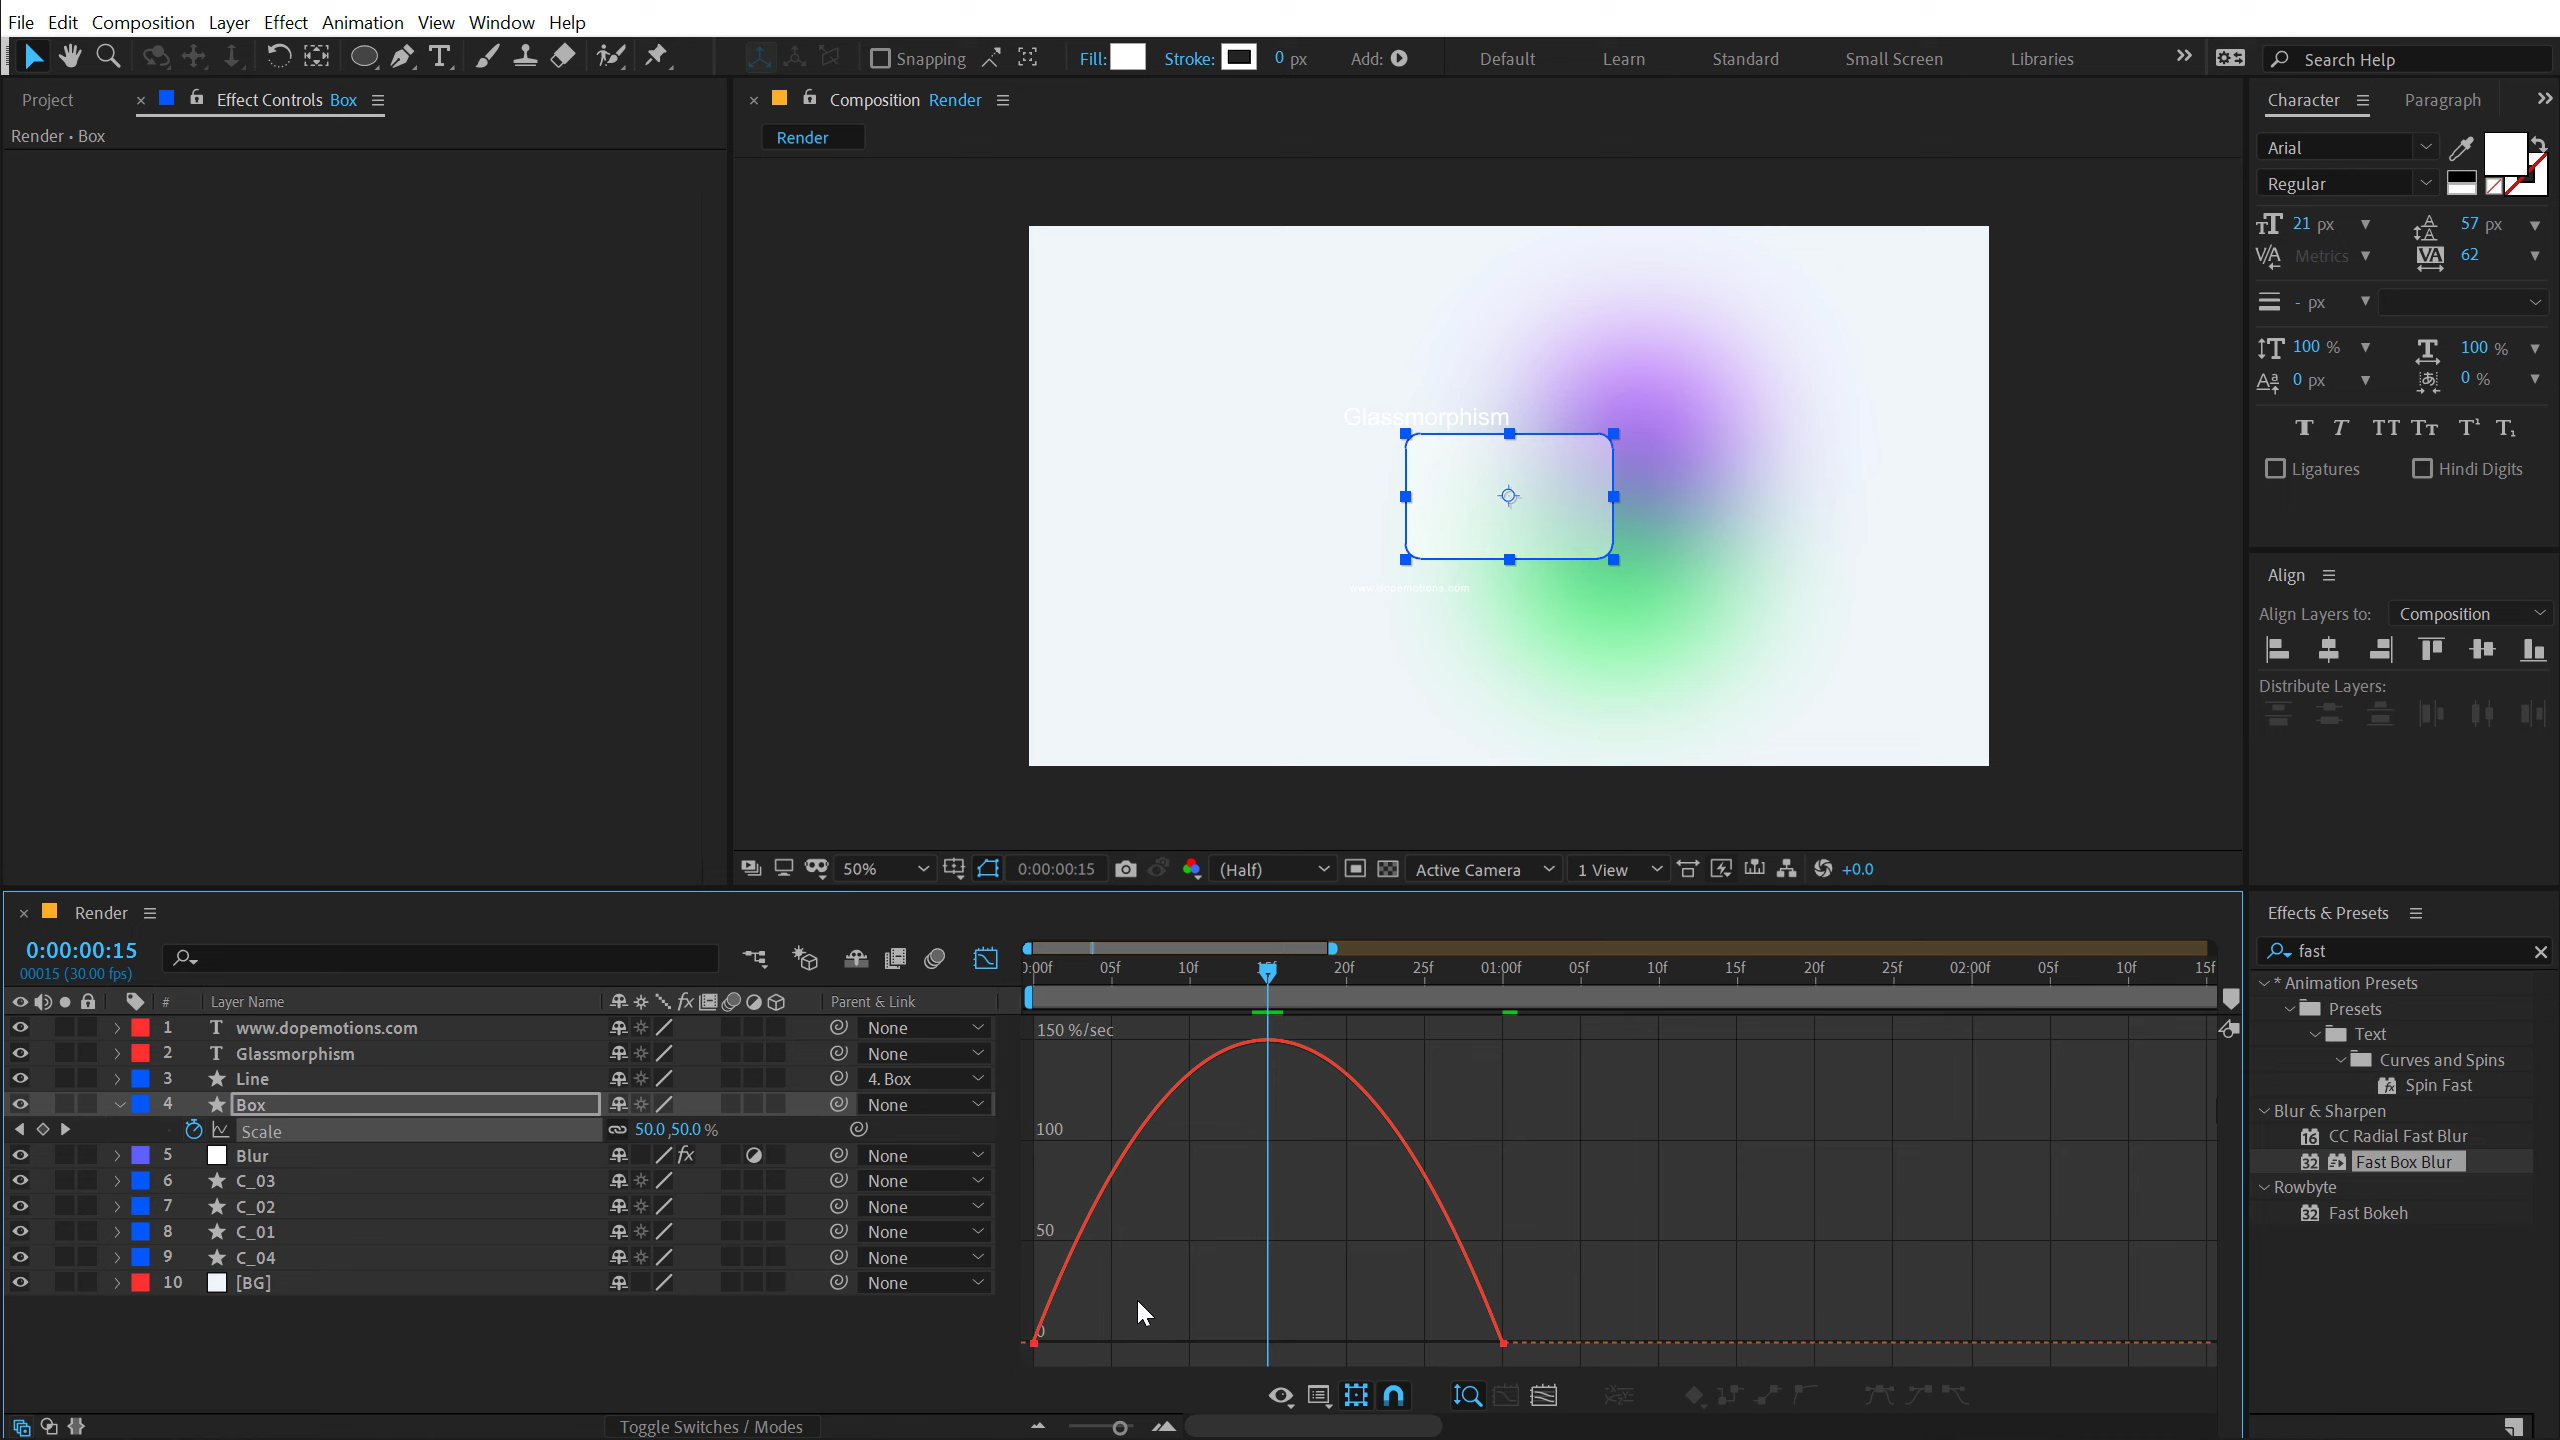 File Edit Composition Layer Effect Animation View Window Help
Snapping Fill: Stroke: 0 px Add: Default Learn Standard Small Screen Libraries Search Help
Project Effect Controls Box
Render • Box
Composition Render
Render
Glassmorphism
www.dopemotions.com
50% 0:00:00:15 (Half) Active Camera 1 View +0.0
Character Paragraph
Arial
Regular
21 px 57 px
Metrics 62
- px
100 % 100 %
0 px 0 %
Ligatures Hindi Digits
Align
Align Layers to: Composition
Distribute Layers:
Render
0:00:00:15
00015 (30.00 fps)
# Layer Name Parent & Link
1 www.dopemotions.com None
2 Glassmorphism None
3 Line 4. Box
4 Box None
Scale 50.0,50.0 %
5 Blur None
6 C_03 None
7 C_02 None
8 C_01 None
9 C_04 None
10 [BG] None
Toggle Switches / Modes
):00f 05f 10f 15f 20f 25f 01:00f 05f 10f 15f 20f 25f 02:00f 05f 10f 15f
150 %/sec
100
50
0
Effects & Presets
fast
* Animation Presets
Presets
Text
Curves and Spins
Spin Fast
Blur & Sharpen
16 CC Radial Fast Blur
32 Fast Box Blur
Rowbyte
32 Fast Bokeh